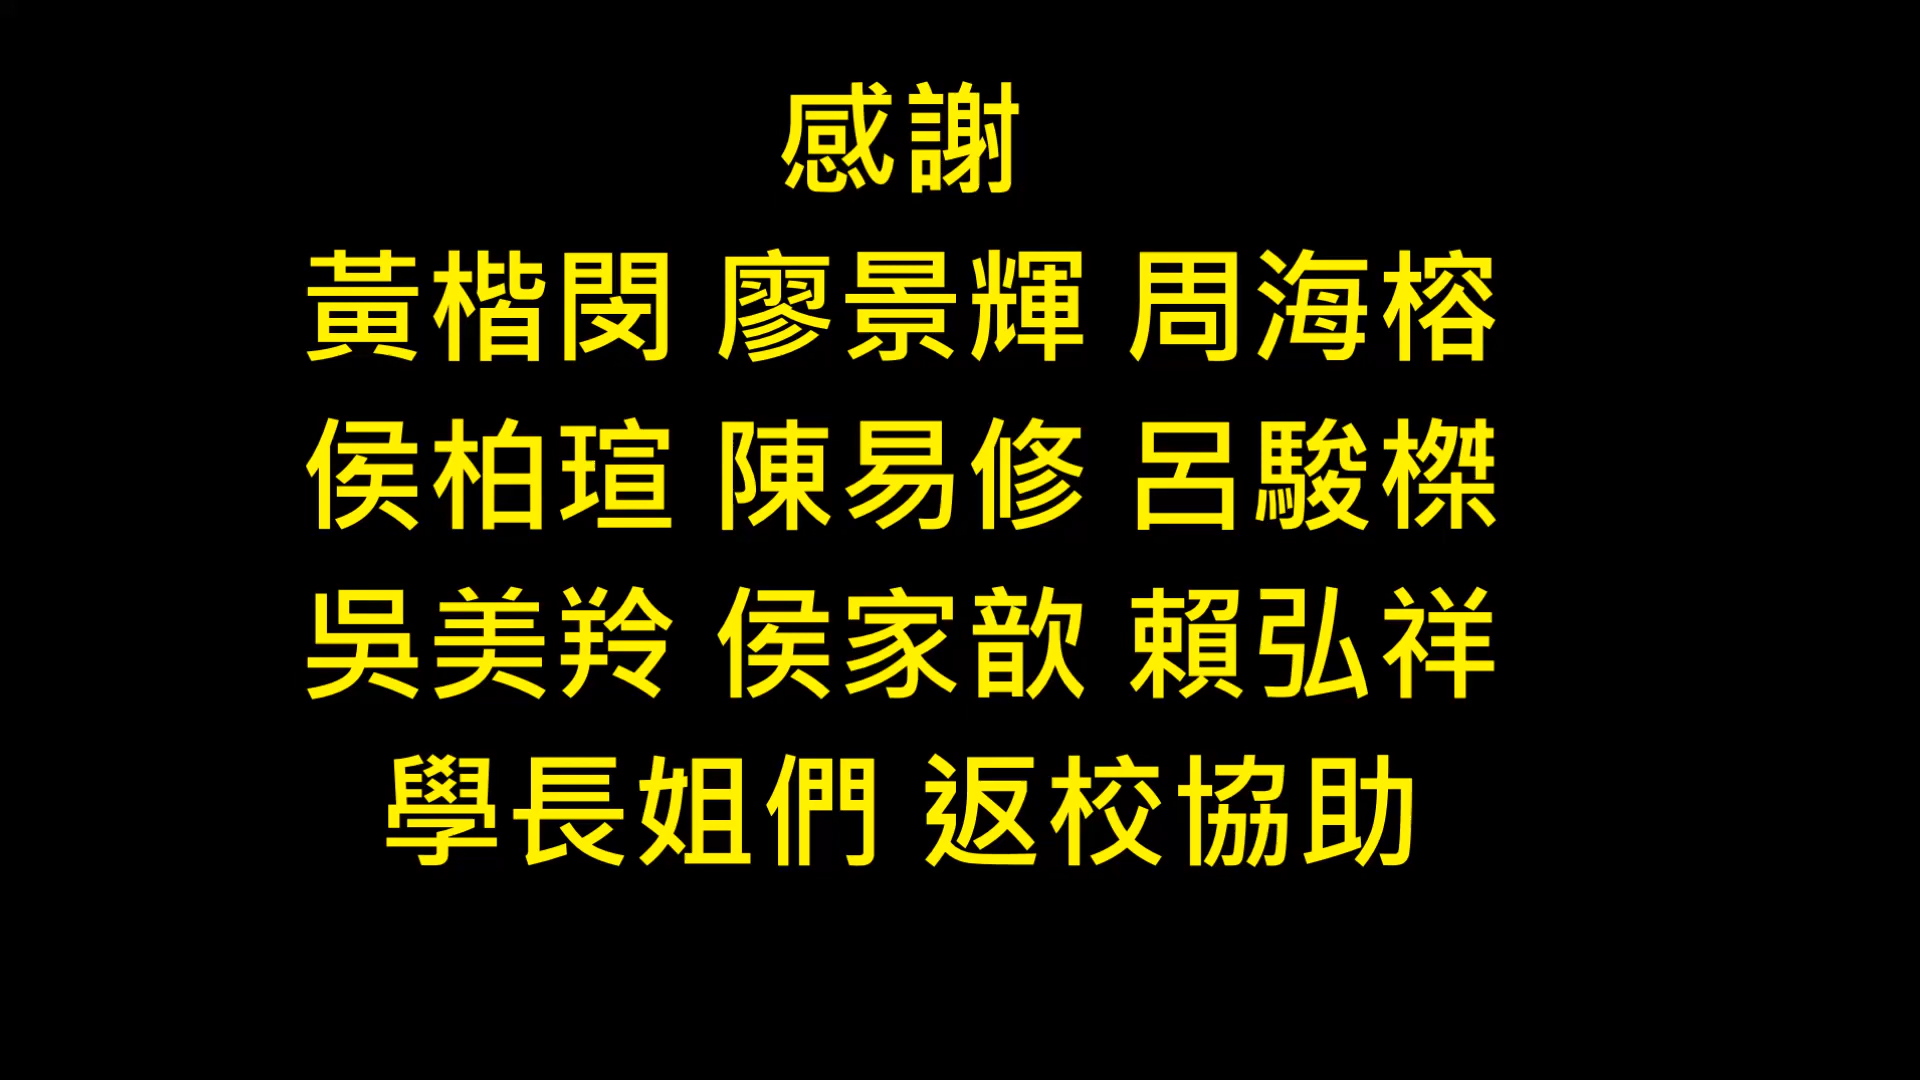 感謝
黃楷閔 廖景輝 周海榕
侯柏瑄 陳易修 呂駿榤
吳美羚 侯家歆 賴弘祥
學長姐們 返校協助